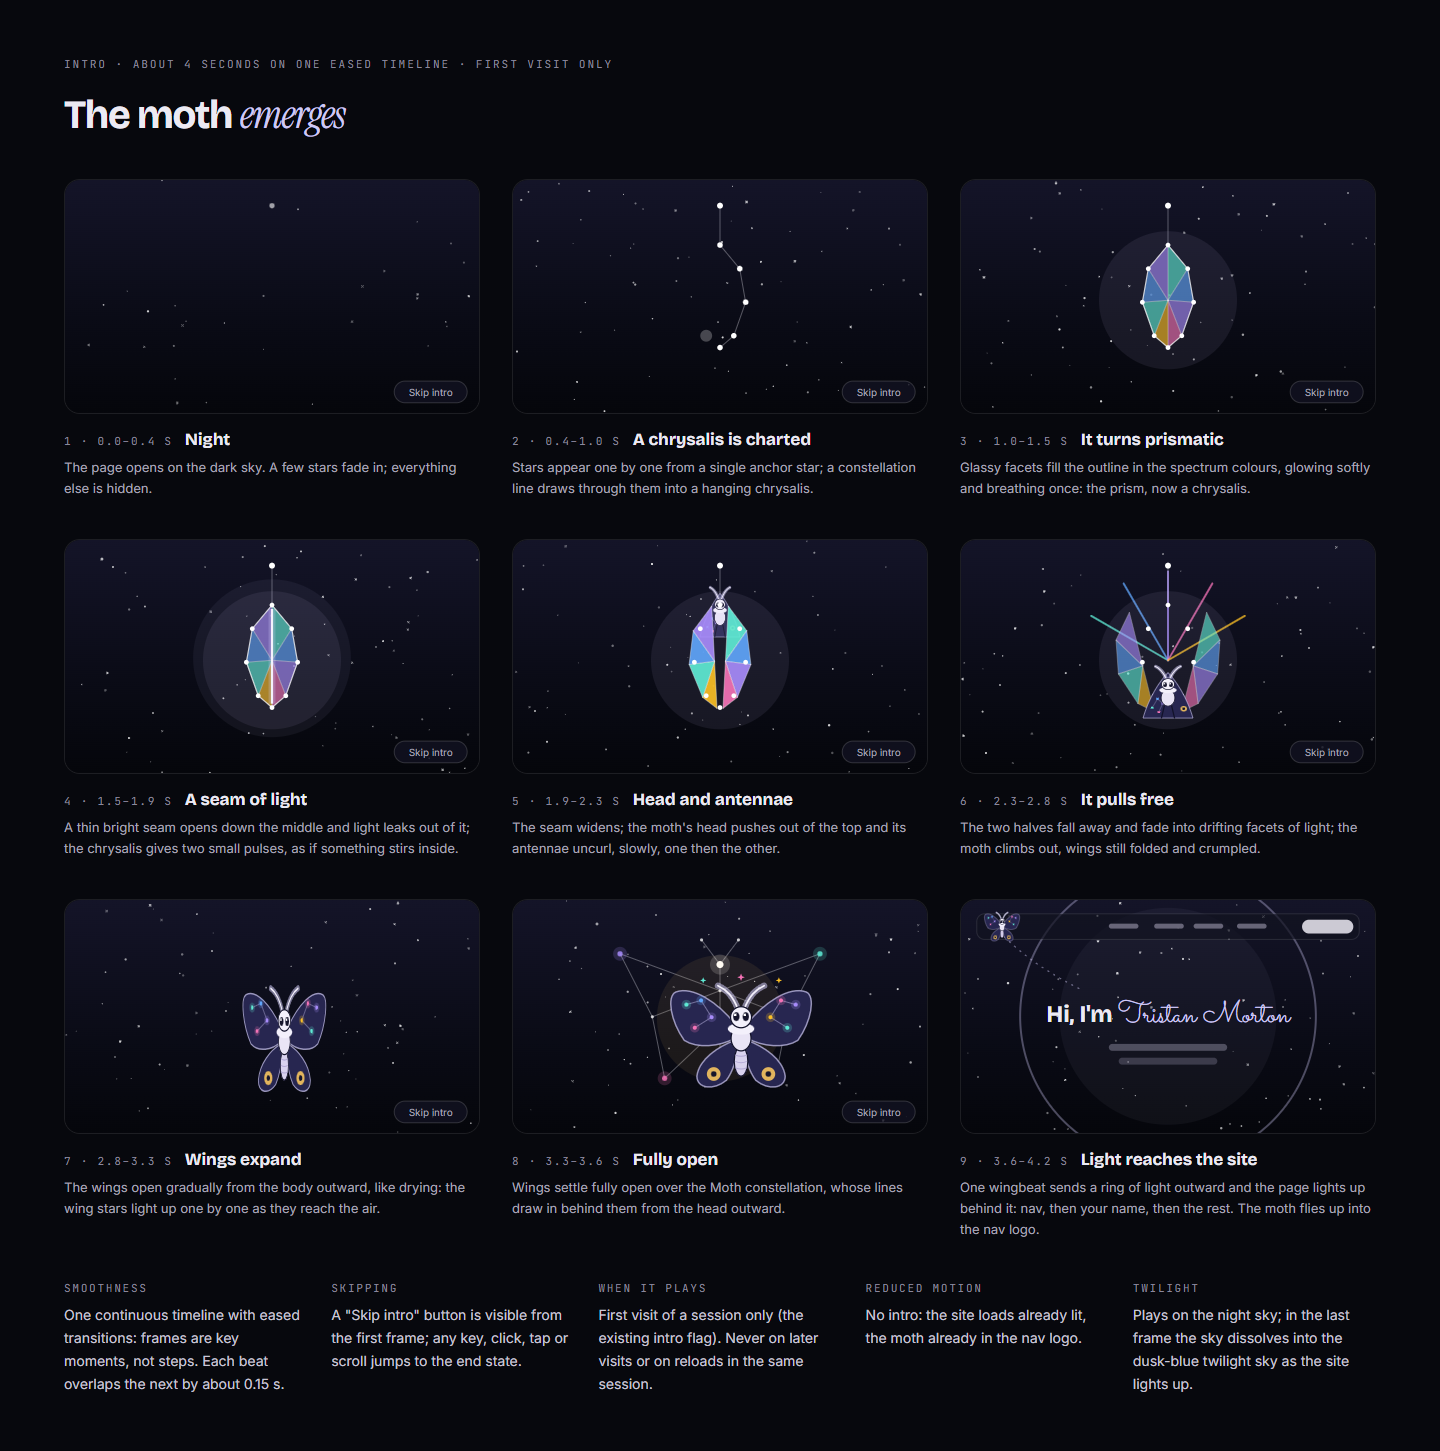 INTRO · ABOUT 4 SECONDS ON ONE EASED TIMELINE · FIRST VISIT ONLY
The moth emerges
Skip intro
Skip intro
Skip intro
1 · 0.0–0.4 S Night
The page opens on the dark sky. A few stars fade in; everything
else is hidden.
2 · 0.4–1.0 S A chrysalis is charted
Stars appear one by one from a single anchor star; a constellation
line draws through them into a hanging chrysalis.
3 · 1.0–1.5 S It turns prismatic
Glassy facets fill the outline in the spectrum colours, glowing softly
and breathing once: the prism, now a chrysalis.
Skip intro
Skip intro
Skip intro
4 · 1.5–1.9 S A seam of light
A thin bright seam opens down the middle and light leaks out of it;
the chrysalis gives two small pulses, as if something stirs inside.
5 · 1.9–2.3 S Head and antennae
The seam widens; the moth's head pushes out of the top and its
antennae uncurl, slowly, one then the other.
6 · 2.3–2.8 S It pulls free
The two halves fall away and fade into drifting facets of light; the
moth climbs out, wings still folded and crumpled.
Hi, I'm Tristan Morton
Skip intro
Skip intro
7 · 2.8–3.3 S Wings expand
The wings open gradually from the body outward, like drying: the
wing stars light up one by one as they reach the air.
8 · 3.3–3.6 S Fully open
Wings settle fully open over the Moth constellation, whose lines
draw in behind them from the head outward.
9 · 3.6–4.2 S Light reaches the site
One wingbeat sends a ring of light outward and the page lights up
behind it: nav, then your name, then the rest. The moth flies up into
the nav logo.
SMOOTHNESS
One continuous timeline with eased
transitions: frames are key
moments, not steps. Each beat
overlaps the next by about 0.15 s.
SKIPPING
A "Skip intro" button is visible from
the first frame; any key, click, tap or
scroll jumps to the end state.
WHEN IT PLAYS
First visit of a session only (the
existing intro flag). Never on later
visits or on reloads in the same
session.
REDUCED MOTION
No intro: the site loads already lit,
the moth already in the nav logo.
TWILIGHT
Plays on the night sky; in the last
frame the sky dissolves into the
dusk-blue twilight sky as the site
lights up.